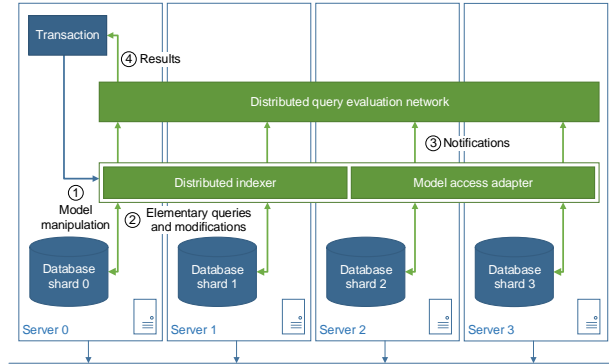 Transaction
④ Results
Distributed query evaluation network
③ Notifications
Distributed indexer
Model access adapter
①
Model
manipulation
② Elementary queries
and modifications
Database
shard 0
Database
shard 1
Database
shard 2
Database
shard 3
Server 0
Server 1
Server 2
Server 3